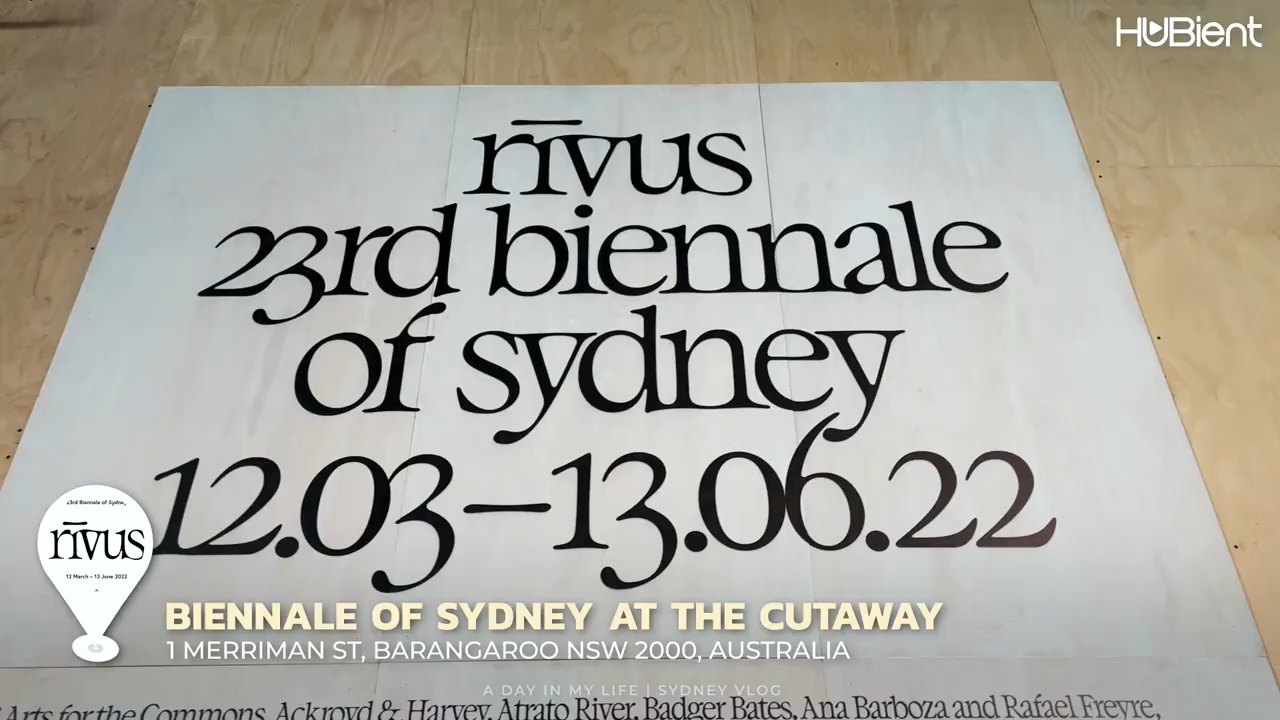 HUBient
rīvus
23rd biennale
of sydney
12.03–13.06.22
23rd Biennale of Sydney
rīvus
12 March – 13 June 2022
BIENNALE OF SYDNEY AT THE CUTAWAY
1 MERRIMAN ST, BARANGAROO NSW 2000, AUSTRALIA
A DAY IN MY LIFE | SYDNEY VLOG
Arts for the Commons, Ackroyd & Harvey, Atrato River, Badger Bates, Ana Barboza and Rafael Freyre,